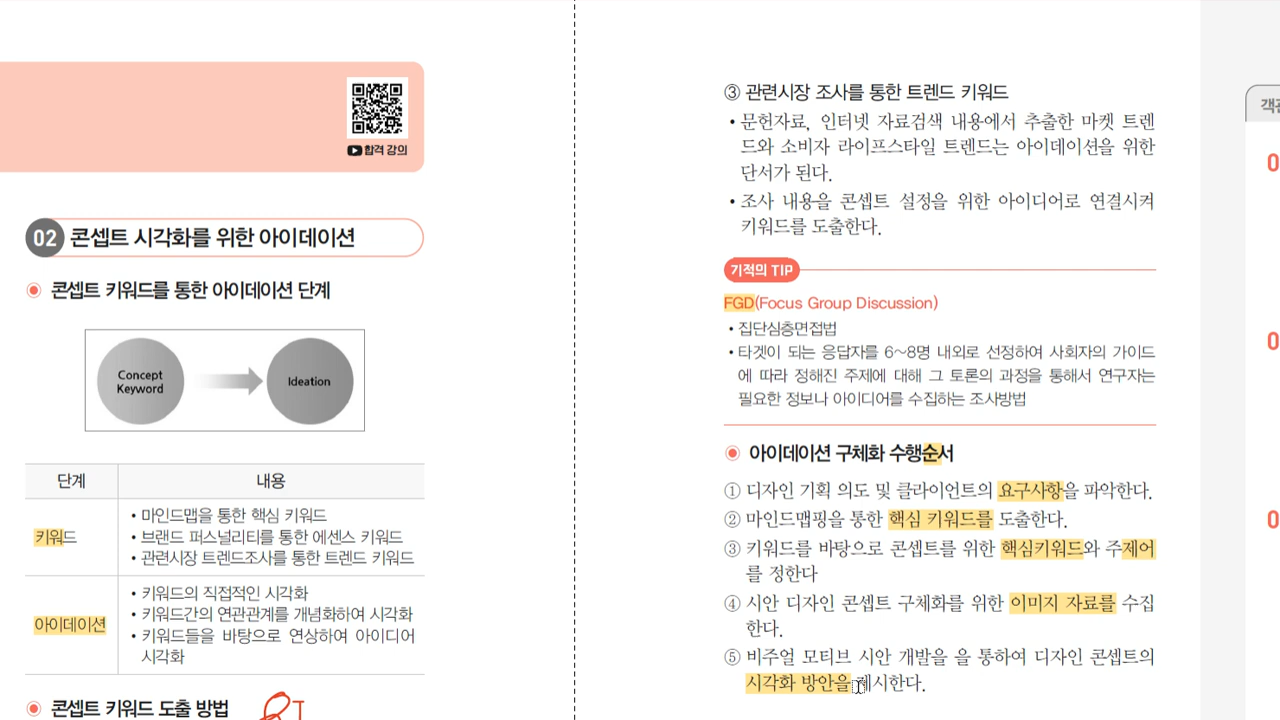 합격 강의
02 콘셉트 시각화를 위한 아이데이션
콘셉트 키워드를 통한 아이데이션 단계
Concept
Keyword
Ideation
단계
내용
키워드
• 마인드맵을 통한 핵심 키워드
• 브랜드 퍼스널리티를 통한 에센스 키워드
• 관련시장 트렌드조사를 통한 트렌드 키워드
아이데이션
• 키워드의 직접적인 시각화
• 키워드간의 연관관계를 개념화하여 시각화
• 키워드들을 바탕으로 연상하여 아이디어
시각화
콘셉트 키워드 도출 방법
③ 관련시장 조사를 통한 트렌드 키워드
• 문헌자료, 인터넷 자료검색 내용에서 추출한 마켓 트렌
드와 소비자 라이프스타일 트렌드는 아이데이션을 위한
단서가 된다.
• 조사 내용을 콘셉트 설정을 위한 아이디어로 연결시켜
키워드를 도출한다.
기적의 TIP
FGD(Focus Group Discussion)
• 집단심층면접법
• 타겟이 되는 응답자를 6~8명 내외로 선정하여 사회자의 가이드
에 따라 정해진 주제에 대해 그 토론의 과정을 통해서 연구자는
필요한 정보나 아이디어를 수집하는 조사방법
아이데이션 구체화 수행순서
① 디자인 기획 의도 및 클라이언트의 요구사항을 파악한다.
② 마인드맵핑을 통한 핵심 키워드를 도출한다.
③ 키워드를 바탕으로 콘셉트를 위한 핵심키워드와 주제어
를 정한다
④ 시안 디자인 콘셉트 구체화를 위한 이미지 자료를 수집
한다.
⑤ 비주얼 모티브 시안 개발을 을 통하여 디자인 콘셉트의
시각화 방안을 제시한다.